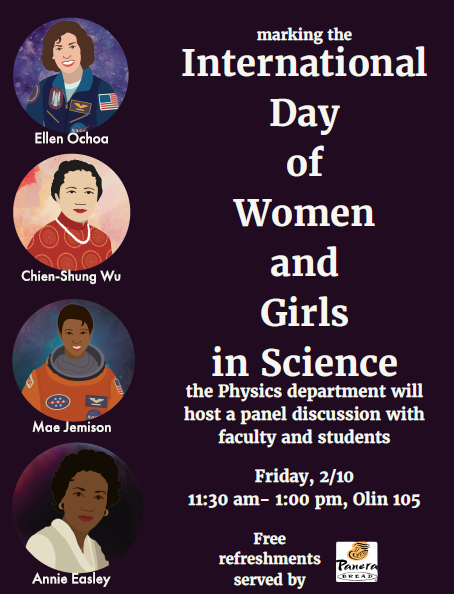 marking the
International
Day
of
Women
and
Girls
in Science
the Physics department will
host a panel discussion with
faculty and students
Friday, 2/10
11:30 am- 1:00 pm, Olin 105
Free
refreshments
served by
Panera
BREAD
Ellen Ochoa
Chien-Shung Wu
Mae Jemison
Annie Easley